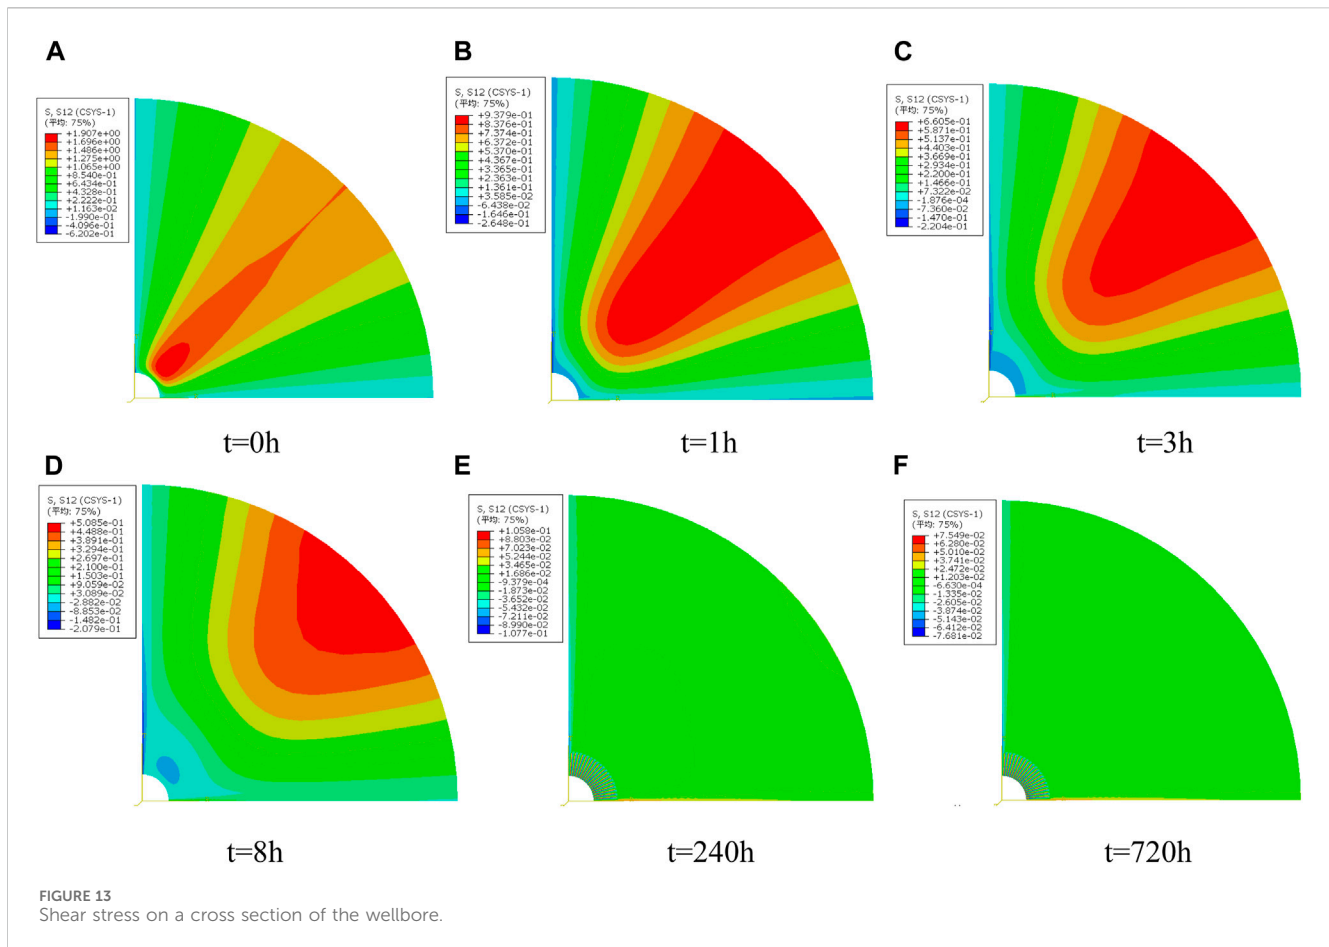 A
S, S12 (CSYS-1)
(平均: 75%)
+1.907e+00
+1.696e+00
+1.486e+00
+1.275e+00
+1.065e+00
+8.540e-01
+6.434e-01
+4.328e-01
+2.222e-01
+1.163e-02
-1.990e-01
-4.096e-01
-6.202e-01
t=0h
B
S, S12 (CSYS-1)
(平均: 75%)
+9.379e-01
+8.376e-01
+7.374e-01
+6.372e-01
+5.370e-01
+4.367e-01
+3.365e-01
+2.363e-01
+1.361e-01
+3.585e-02
-6.438e-02
-1.646e-01
-2.648e-01
t=1h
C
S, S12 (CSYS-1)
(平均: 75%)
+6.605e-01
+5.871e-01
+5.137e-01
+4.403e-01
+3.669e-01
+2.934e-01
+2.200e-01
+1.466e-01
+7.322e-02
-1.876e-04
-7.360e-02
-1.470e-01
-2.204e-01
t=3h
D
S, S12 (CSYS-1)
(平均: 75%)
+5.085e-01
+4.488e-01
+3.891e-01
+3.294e-01
+2.697e-01
+2.100e-01
+1.503e-01
+9.059e-02
+3.089e-02
-2.882e-02
-8.853e-02
-1.482e-01
-2.079e-01
t=8h
E
S, S12 (CSYS-1)
(平均: 75%)
+1.058e-01
+8.803e-02
+7.023e-02
+5.244e-02
+3.465e-02
+1.686e-02
-9.379e-04
-1.873e-02
-3.652e-02
-5.432e-02
-7.211e-02
-8.990e-02
-1.077e-01
t=240h
F
S, S12 (CSYS-1)
(平均: 75%)
+7.549e-02
+6.280e-02
+5.010e-02
+3.741e-02
+2.472e-02
+1.203e-02
-6.630e-04
-1.335e-02
-2.605e-02
-3.874e-02
-5.143e-02
-6.412e-02
-7.681e-02
t=720h
FIGURE 13
Shear stress on a cross section of the wellbore.